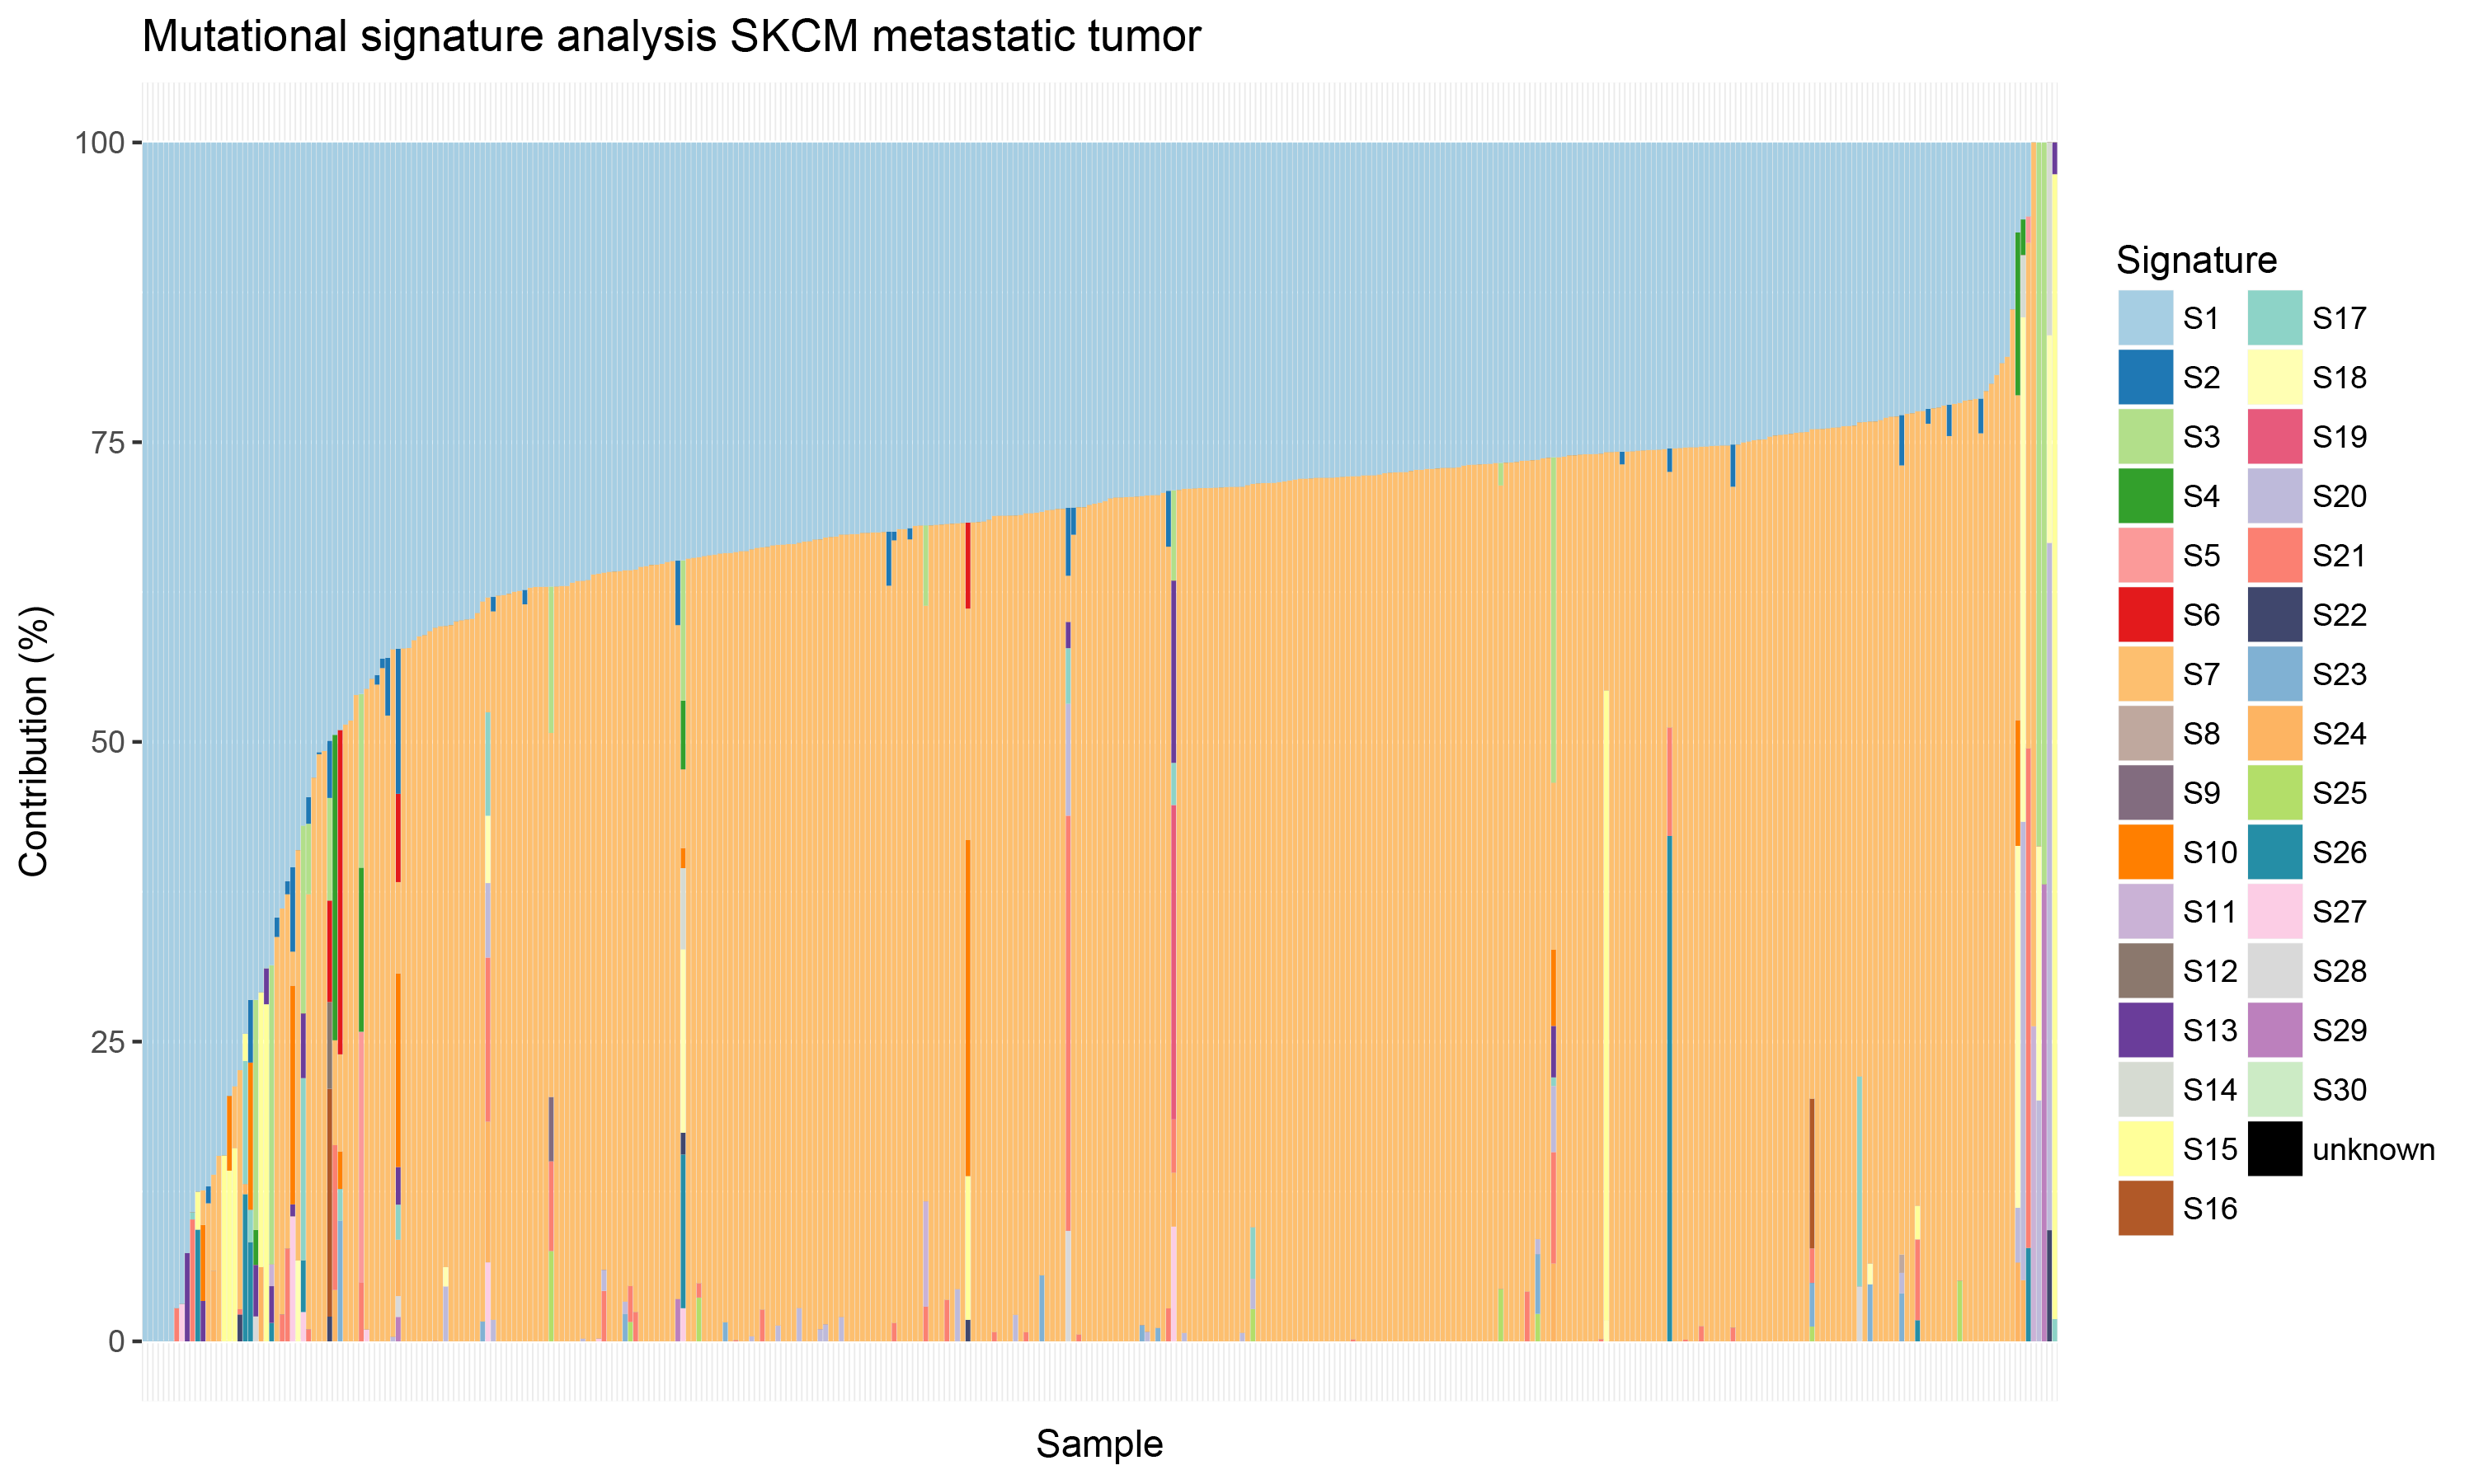 Mutational signature analysis SKCM metastatic tumor
100
75
50
25
0
Contribution (%)
Sample
Signature
S1
S2
S3
S4
S5
S6
S7
S8
S9
S10
S11
S12
S13
S14
S15
S16
S17
S18
S19
S20
S21
S22
S23
S24
S25
S26
S27
S28
S29
S30
unknown